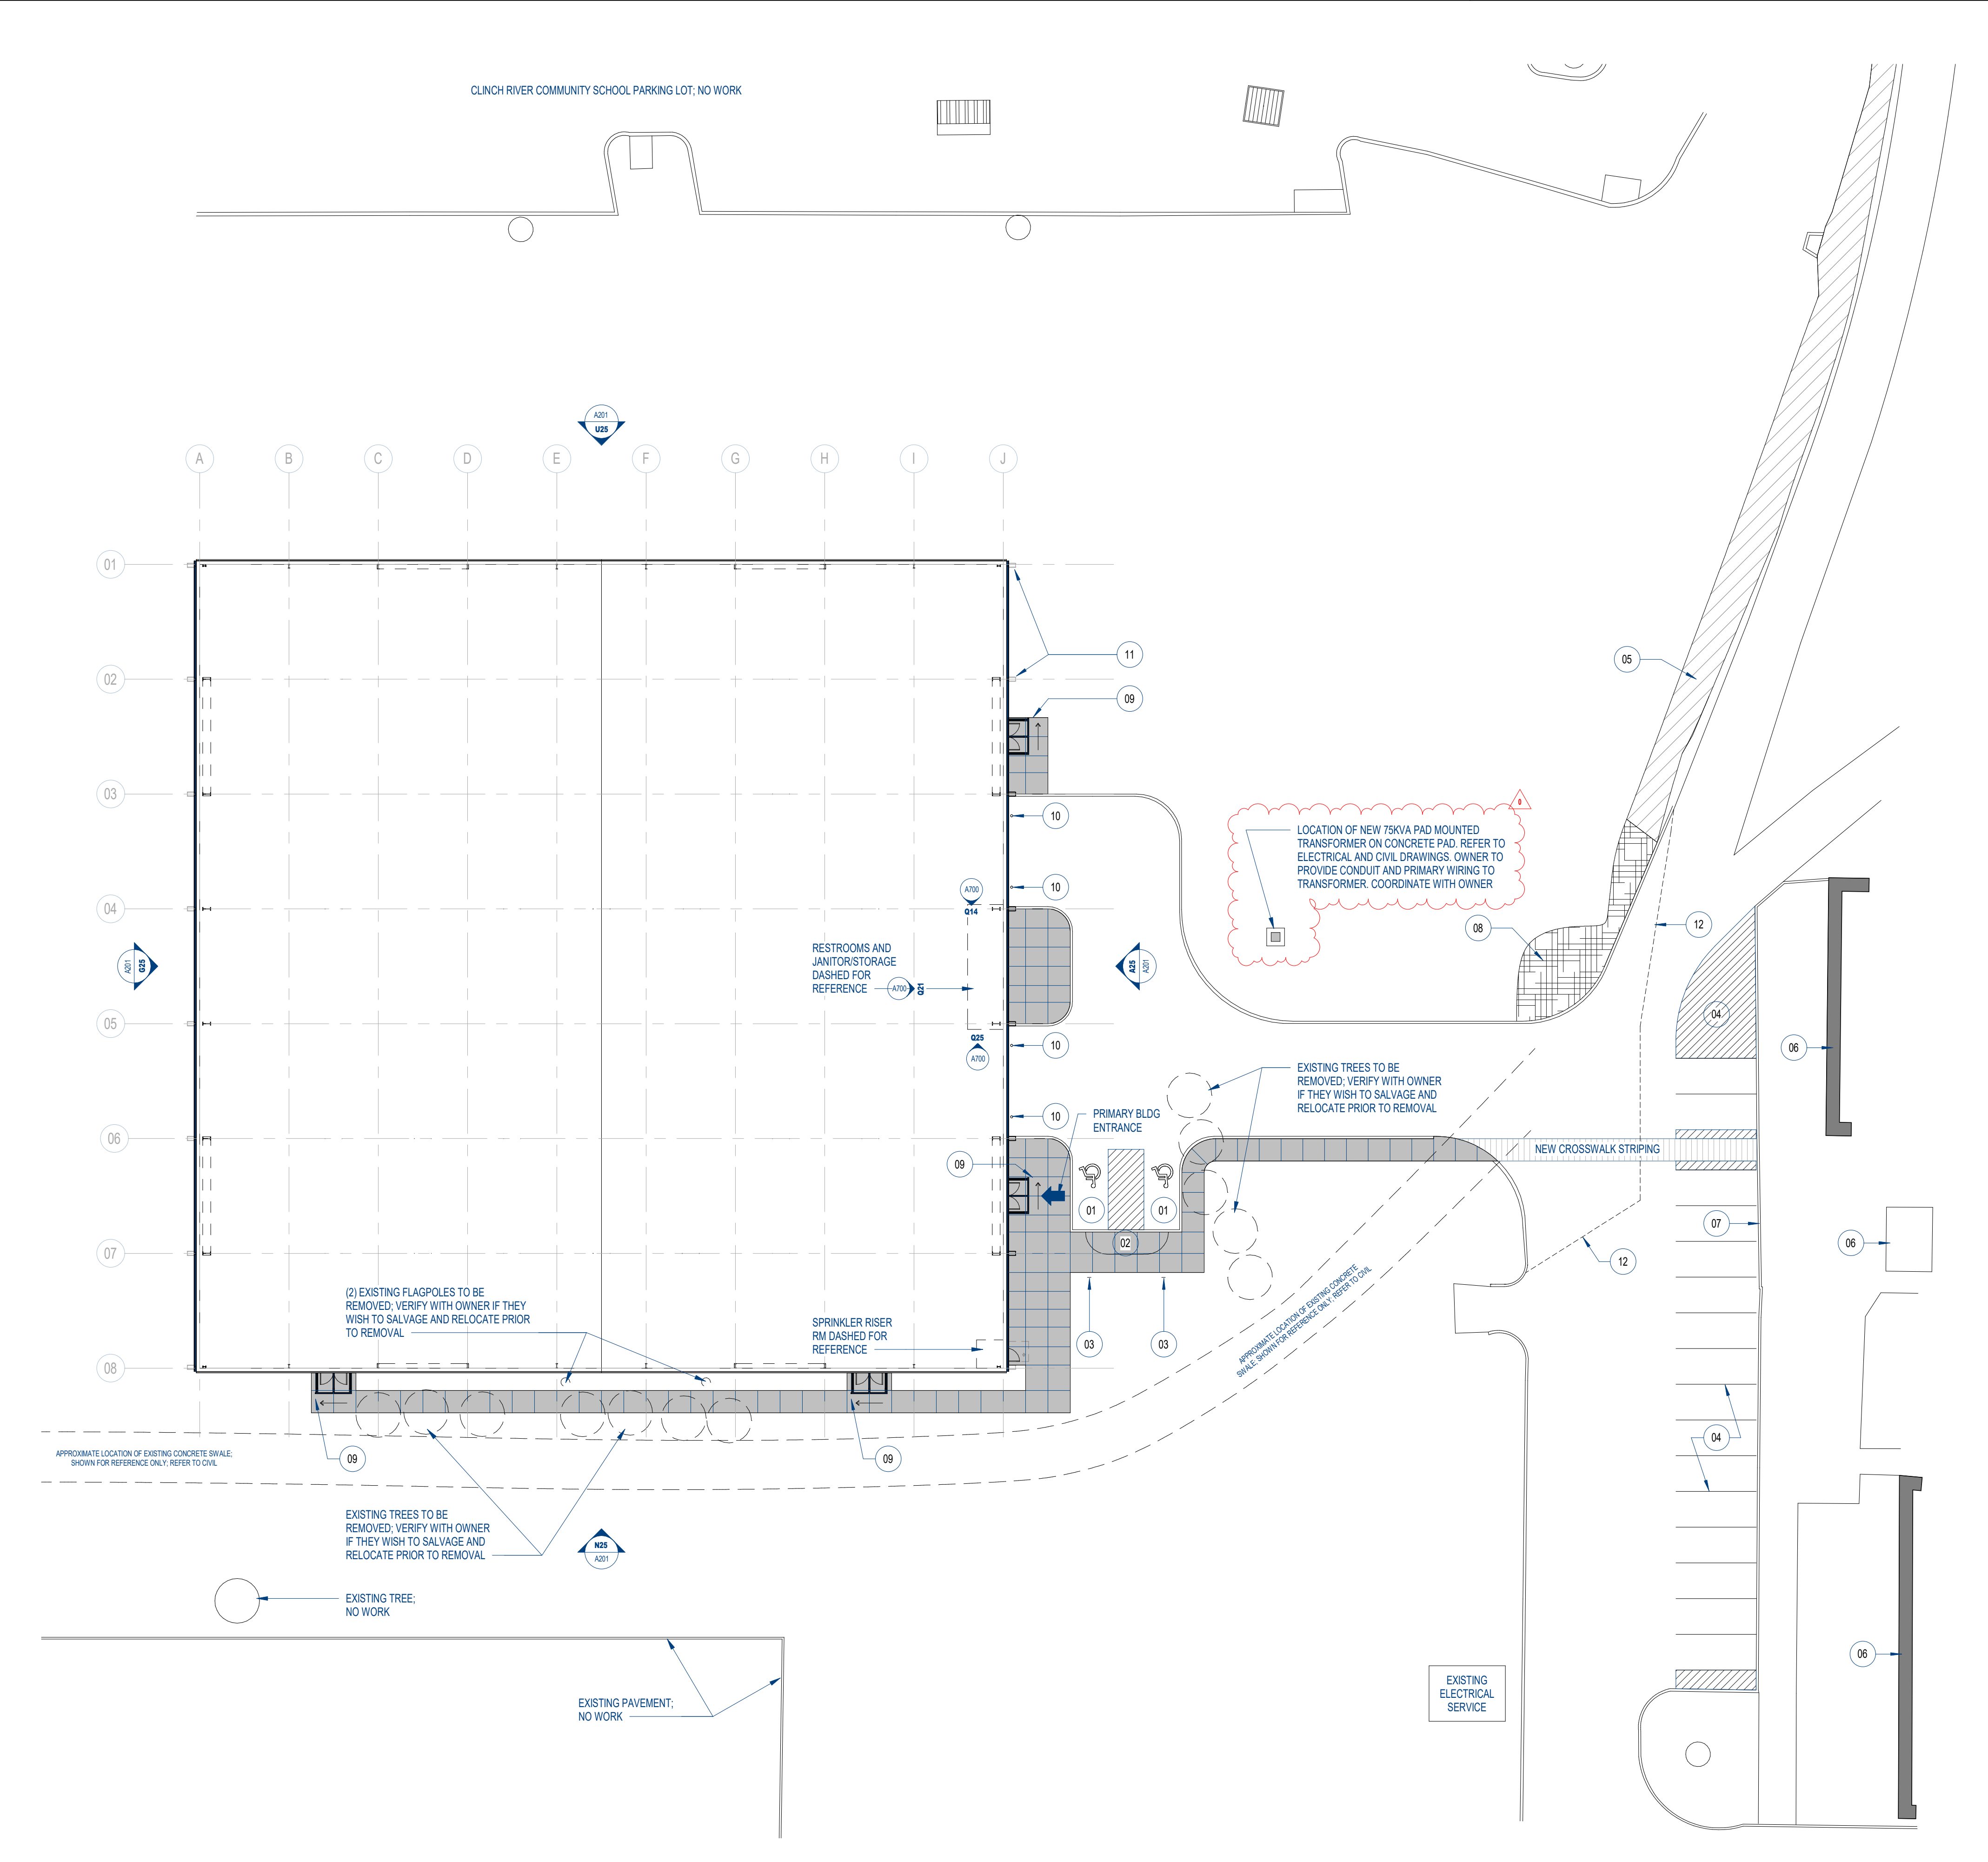 CLINCH RIVER COMMUNITY SCHOOL PARKING LOT; NO WORK
A201
U25
A
B
C
D
E
F
G
H
I
J
01
02
03
04
05
06
07
08
11
09
05
10
10
0
LOCATION OF NEW 75KVA PAD MOUNTED
TRANSFORMER ON CONCRETE PAD. REFER TO
ELECTRICAL AND CIVIL DRAWINGS. OWNER TO
PROVIDE CONDUIT AND PRIMARY WIRING TO
TRANSFORMER. COORDINATE WITH OWNER
A700
Q14
08
12
A201
G25
RESTROOMS AND
JANITOR/STORAGE
DASHED FOR
REFERENCE
A700
Q21
A25
A201
04
06
Q25
A700
10
10
EXISTING TREES TO BE
REMOVED; VERIFY WITH OWNER
IF THEY WISH TO SALVAGE AND
RELOCATE PRIOR TO REMOVAL
PRIMARY BLDG
ENTRANCE
NEW CROSSWALK STRIPING
09
01
01
02
07
06
12
(2) EXISTING FLAGPOLES TO BE
REMOVED; VERIFY WITH OWNER IF THEY
WISH TO SALVAGE AND RELOCATE PRIOR
TO REMOVAL
SPRINKLER RISER
RM DASHED FOR
REFERENCE
03
03
APPROXIMATE LOCATION OF EXISTING CONCRETE
SWALE; SHOWN FOR REFERENCE ONLY; REFER TO CIVIL
04
APPROXIMATE LOCATION OF EXISTING CONCRETE SWALE;
SHOWN FOR REFERENCE ONLY; REFER TO CIVIL
09
09
EXISTING TREES TO BE
REMOVED; VERIFY WITH OWNER
IF THEY WISH TO SALVAGE AND
RELOCATE PRIOR TO REMOVAL
N25
A201
EXISTING TREE;
NO WORK
06
EXISTING PAVEMENT;
NO WORK
EXISTING
ELECTRICAL
SERVICE